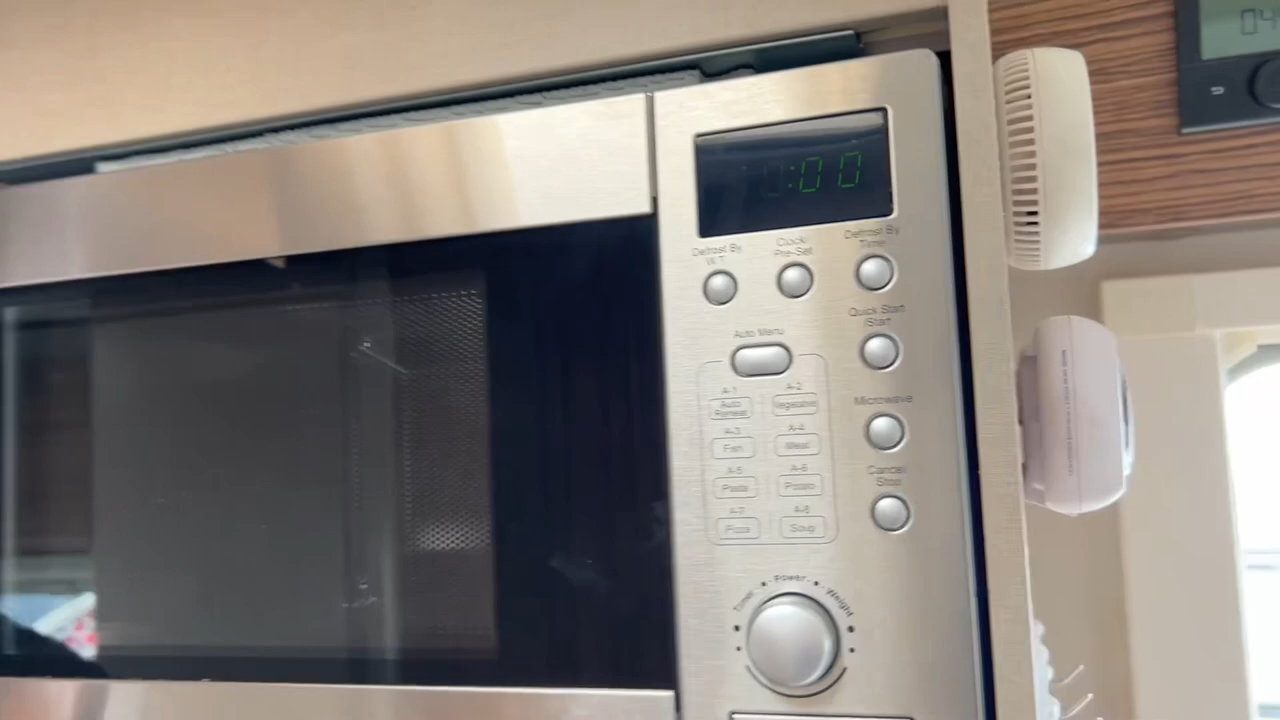 04
:00
Defrost By
W.T.
Clock/
Pre-Set
Defrost By
Time
Quick Start
Start
Auto Menu
A-1
Auto
Reheat
A-2
Vegetable
Microwave
A-3
Fish
A-4
Meat
A-5
Pasta
A-6
Potato
Cancel
Stop
A-7
Pizza
A-8
Soup
Timer
Power
Weight